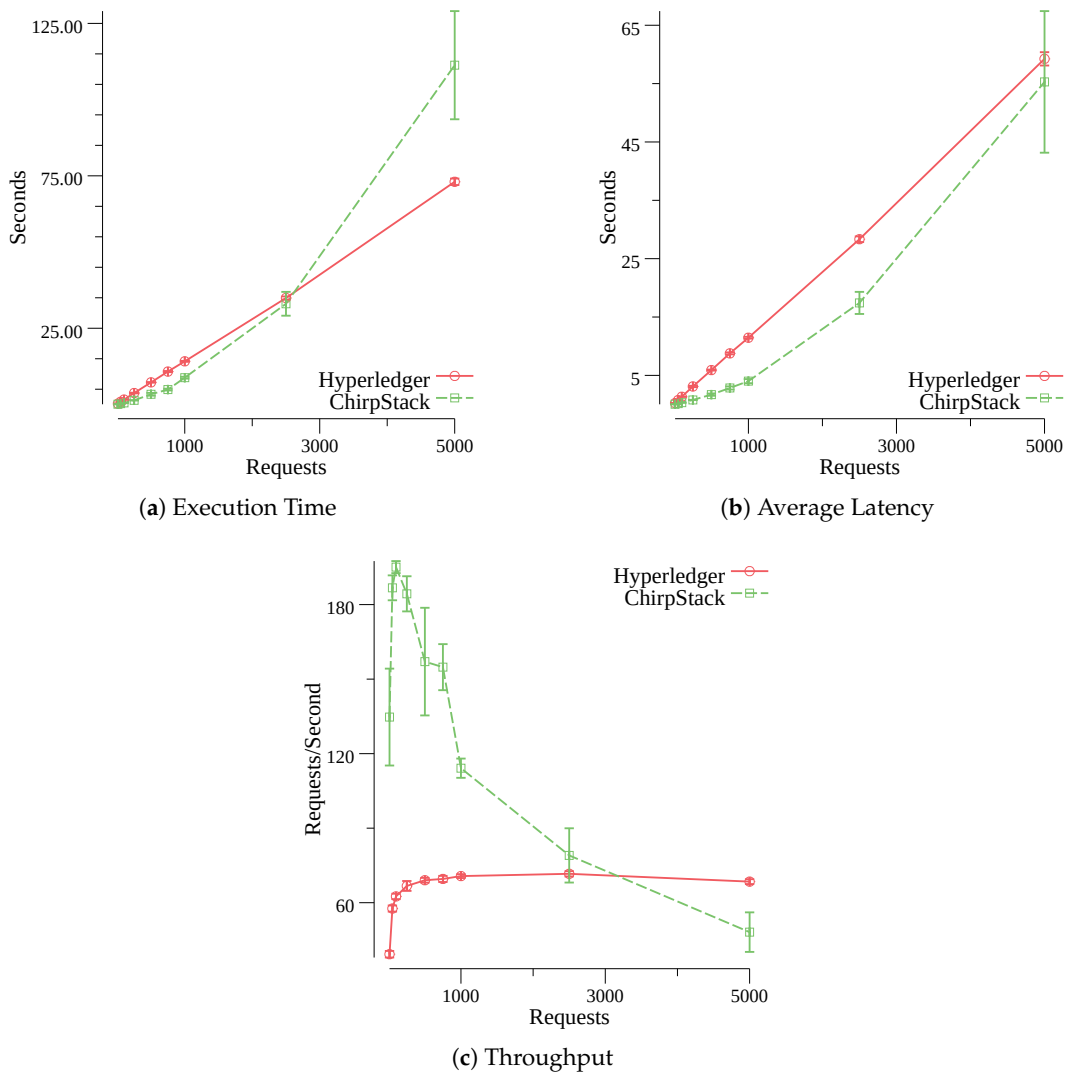 125.00
75.00
25.00
Seconds
Hyperledger
ChirpStack
1000
3000
5000
Requests
(a) Execution Time
65
45
25
5
Seconds
Hyperledger
ChirpStack
1000
3000
5000
Requests
(b) Average Latency
180
120
60
Requests/Second
Hyperledger
ChirpStack
1000
3000
5000
Requests
(c) Throughput